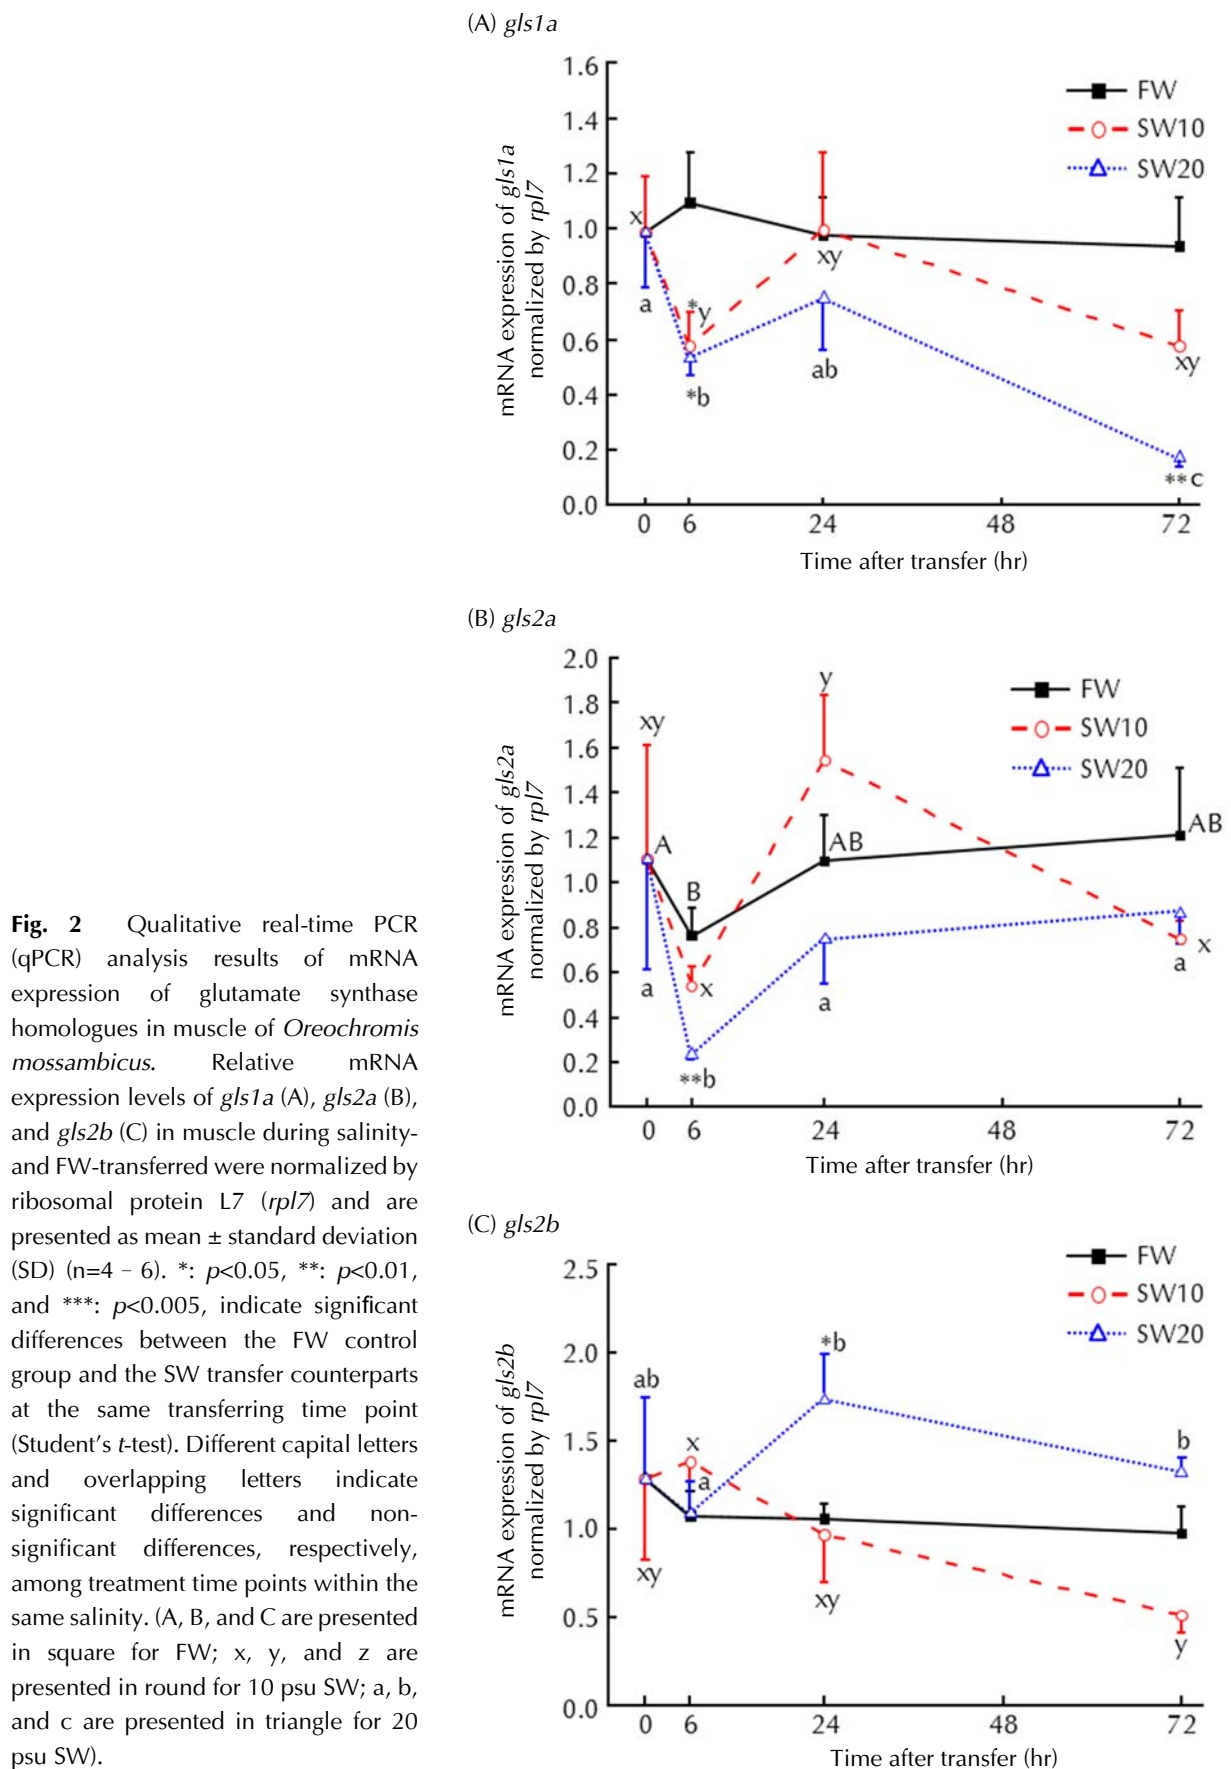 (A) gls1a
mRNA expression of gls1a
normalized by rpl7
1.6
1.4
1.2
1.0
0.8
0.6
0.4
0.2
0.0
FW
SW10
SW20
x
a
*y
*b
xy
ab
xy
**c
0 6 24 48 72
Time after transfer (hr)
(B) gls2a
mRNA expression of gls2a
normalized by rpl7
2.0
1.8
1.6
1.4
1.2
1.0
0.8
0.6
0.4
0.2
0.0
FW
SW10
SW20
xy
A
a
B
x
**b
y
AB
a
AB
x
a
0 6 24 48 72
Time after transfer (hr)
(C) gls2b
mRNA expression of gls2b
normalized by rpl7
2.5
2.0
1.5
1.0
0.5
0.0
FW
SW10
SW20
ab
xy
x
a
*b
xy
b
y
0 6 24 48 72
Time after transfer (hr)
Fig. 2 Qualitative real-time PCR
(qPCR) analysis results of mRNA
expression of glutamate synthase
homologues in muscle of Oreochromis
mossambicus. Relative mRNA
expression levels of gls1a (A), gls2a (B),
and gls2b (C) in muscle during salinity-
and FW-transferred were normalized by
ribosomal protein L7 (rpl7) and are
presented as mean ± standard deviation
(SD) (n=4 – 6). *: p<0.05, **: p<0.01,
and ***: p<0.005, indicate significant
differences between the FW control
group and the SW transfer counterparts
at the same transferring time point
(Student's t-test). Different capital letters
and overlapping letters indicate
significant differences and non-
significant differences, respectively,
among treatment time points within the
same salinity. (A, B, and C are presented
in square for FW; x, y, and z are
presented in round for 10 psu SW; a, b,
and c are presented in triangle for 20
psu SW).